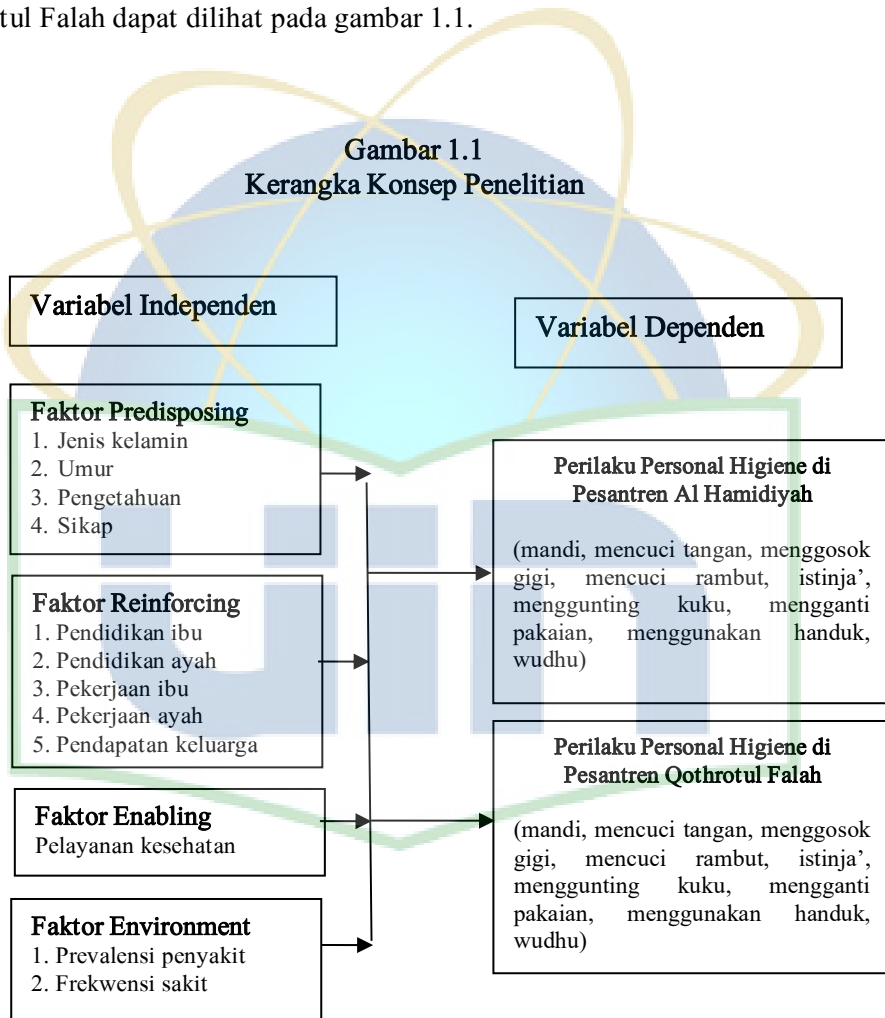 tul Falah dapat dilihat pada gambar 1.1.
Gambar 1.1
Kerangka Konsep Penelitian
Variabel Independen
Variabel Dependen
Faktor Predisposing
1. Jenis kelamin
2. Umur
3. Pengetahuan
4. Sikap
Faktor Reinforcing
1. Pendidikan ibu
2. Pendidikan ayah
3. Pekerjaan ibu
4. Pekerjaan ayah
5. Pendapatan keluarga
Faktor Enabling
Pelayanan kesehatan
Faktor Environment
1. Prevalensi penyakit
2. Frekwensi sakit
Perilaku Personal Higiene di
Pesantren Al Hamidiyah
(mandi, mencuci tangan, menggosok
gigi, mencuci rambut, istinja’,
menggunting kuku, mengganti
pakaian, menggunakan handuk,
wudhu)
Perilaku Personal Higiene di
Pesantren Qothrotul Falah
(mandi, mencuci tangan, menggosok
gigi, mencuci rambut, istinja’,
menggunting kuku, mengganti
pakaian, menggunakan handuk,
wudhu)
uin